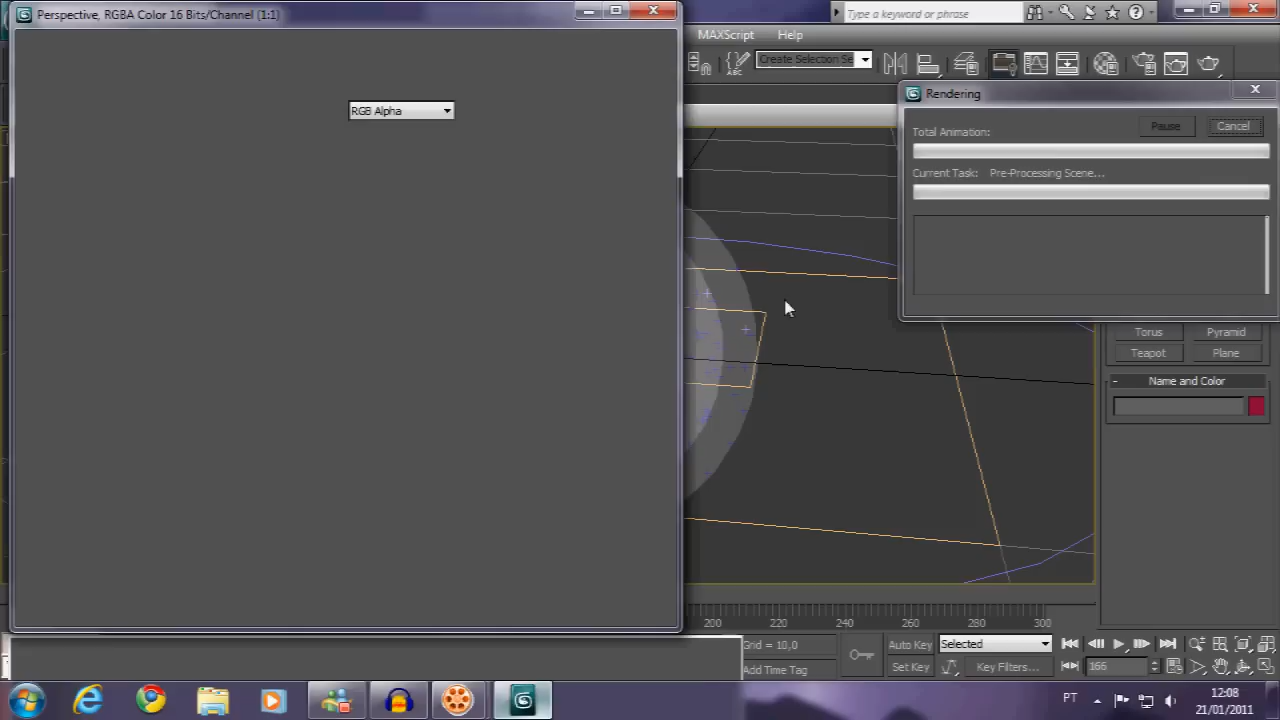 Perspective, RGBA Color 16 Bits/Channel (1:1)
Type a keyword or phrase
MAXScript Help
ABC
Create Selection Se
RGB Alpha
Rendering
Pause Cancel
Total Animation:
Current Task: Pre-Processing Scene...
Torus Pyramid
Teapot Plane
- Name and Color
200 220 240 260 280 300
Grid = 10,0
Auto Key Selected
Add Time Tag
Set Key Key Filters... 166
PT
12:08
21/01/2011